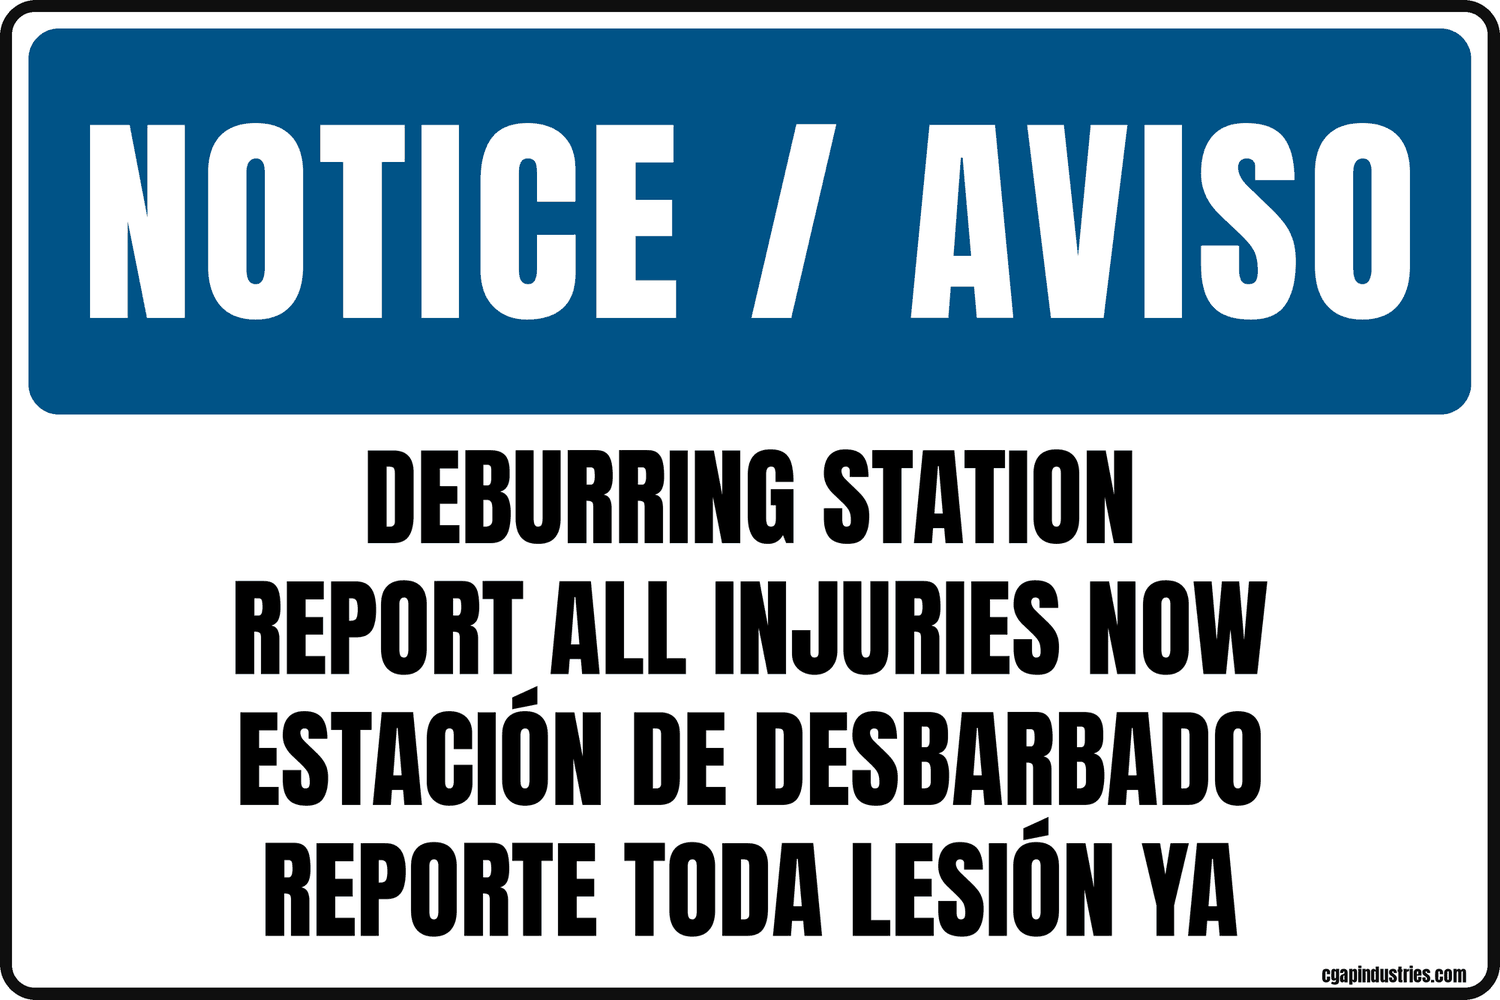 NOTICE / AVISO
DEBURRING STATION
REPORT ALL INJURIES NOW
ESTACIÓN DE DESBARBADO
REPORTE TODA LESIÓN YA
cgapindustries.com